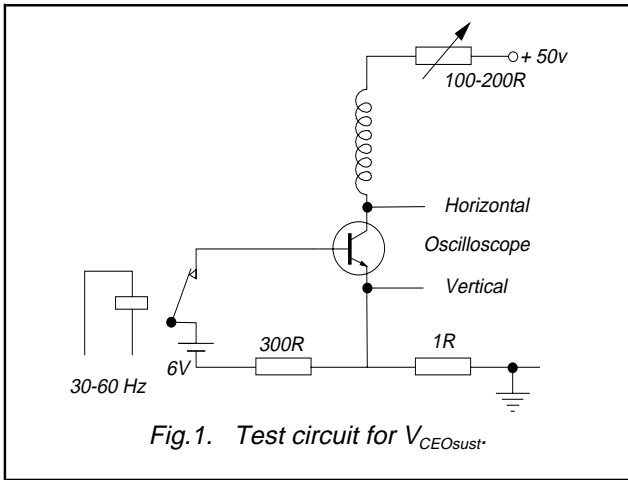 + 50v
100-200R
Horizontal
Oscilloscope
Vertical
300R
1R
6V
30-60 Hz
Fig.1. Test circuit for VCEOsust.